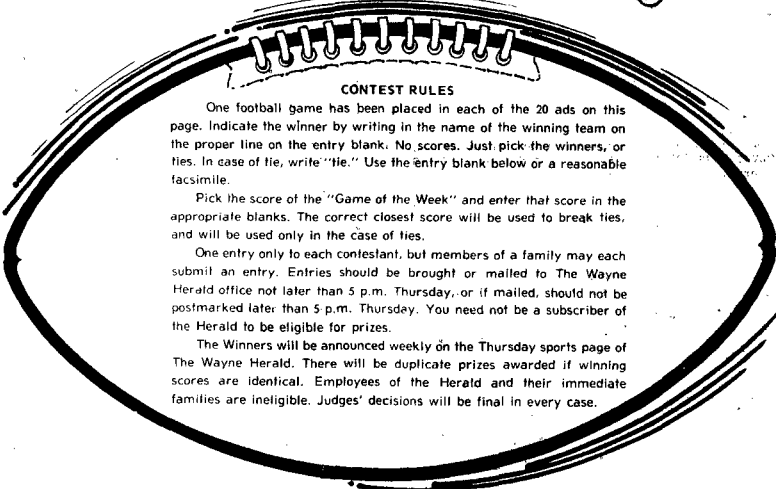 CONTEST RULES
One football game has been placed in each of the 20 ads on this
page. Indicate the winner by writing in the name of the winning team on
the proper line on the entry blank. No scores. Just pick the winners, or
ties. In case of tie, write "tie." Use the entry blank below or a reasonable
facsimile.
Pick the score of the "Game of the Week" and enter that score in the
appropriate blanks. The correct closest score will be used to break ties,
and will be used only in the case of ties.
One entry only to each contestant, but members of a family may each
submit an entry. Entries should be brought or mailed to The Wayne
Herald office not later than 5 p.m. Thursday, or if mailed, should not be
postmarked later than 5 p.m. Thursday. You need not be a subscriber of
the Herald to be eligible for prizes.
The Winners will be announced weekly on the Thursday sports page of
The Wayne Herald. There will be duplicate prizes awarded if winning
scores are identical. Employees of the Herald and their immediate
families are ineligible. Judges' decisions will be final in every case.